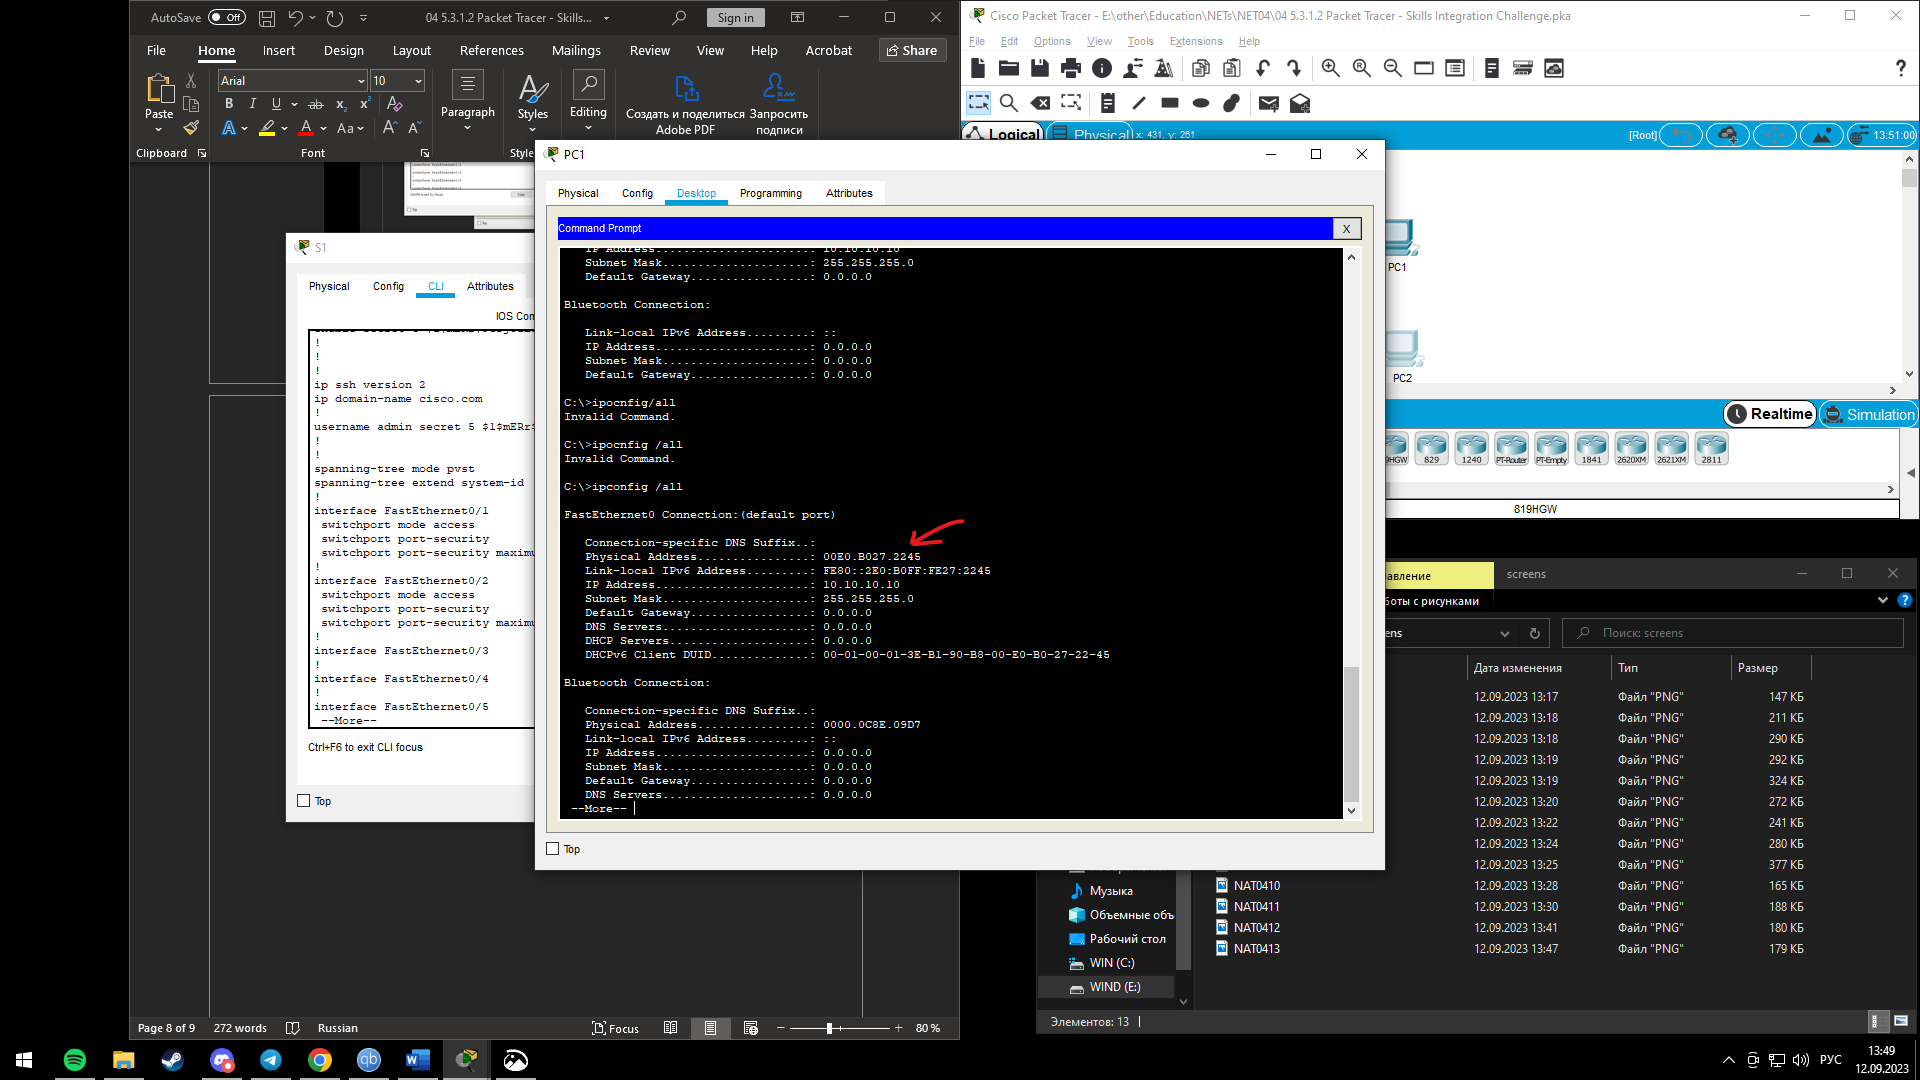 AutoSave
Off
04 5.3.1.2 Packet Tracer - Skills...
Sign in
File
Home
Insert
Design
Layout
References
Mailings
Review
View
Help
Acrobat
Share
Paste
Clipboard
Arial
10
Font
Paragraph
Styles
Editing
Создать и поделиться
Adobe PDF
Запросить
подписи
Cisco Packet Tracer - E:\other\Education\NETs\NET04\04 5.3.1.2 Packet Tracer - Skills Integration Challenge.pka
File
Edit
Options
View
Tools
Extensions
Help
Logical
Physical
x: 431, y: 261
[Root]
13:51:00
PC1
PC2
Realtime
Simulation
829
1240
PT-Router
PT-Empty
1841
2620XM
2621XM
2811
819HGW
S1
Physical
Config
CLI
Attributes
IOS Com
!
!
!
ip ssh version 2
ip domain-name cisco.com
!
username admin secret 5 $1$mERr$
!
!
spanning-tree mode pvst
spanning-tree extend system-id
!
interface FastEthernet0/1
switchport mode access
switchport port-security
switchport port-security maximu
!
interface FastEthernet0/2
switchport mode access
switchport port-security
switchport port-security maximu
!
interface FastEthernet0/3
!
interface FastEthernet0/4
!
interface FastEthernet0/5
--More--
Ctrl+F6 to exit CLI focus
Top
PC1
Physical
Config
Desktop
Programming
Attributes
Command Prompt
X
IP Address......................: 10.10.10.10
Subnet Mask.....................: 255.255.255.0
Default Gateway.................: 0.0.0.0
Bluetooth Connection:
Link-local IPv6 Address.........: ::
IP Address......................: 0.0.0.0
Subnet Mask.....................: 0.0.0.0
Default Gateway.................: 0.0.0.0
C:\>ipocnfig/all
Invalid Command.
C:\>ipocnfig /all
Invalid Command.
C:\>ipconfig /all
FastEthernet0 Connection:(default port)
Connection-specific DNS Suffix..:
Physical Address................: 00E0.B027.2245
Link-local IPv6 Address.........: FE80::2E0:B0FF:FE27:2245
IP Address......................: 10.10.10.10
Subnet Mask.....................: 255.255.255.0
Default Gateway.................: 0.0.0.0
DNS Servers.....................: 0.0.0.0
DHCP Servers....................: 0.0.0.0
DHCPv6 Client DUID..............: 00-01-00-01-3E-B1-90-B8-00-E0-B0-27-22-45
Bluetooth Connection:
Connection-specific DNS Suffix..:
Physical Address................: 0000.0C8E.09D7
Link-local IPv6 Address.........: ::
IP Address......................: 0.0.0.0
Subnet Mask.....................: 0.0.0.0
Default Gateway.................: 0.0.0.0
DNS Servers.....................: 0.0.0.0
--More--
Top
screens
боты с рисунками
Поиск: screens
Дата изменения
Тип
Размер
12.09.2023 13:17 Файл "PNG" 147 КБ
12.09.2023 13:18 Файл "PNG" 211 КБ
12.09.2023 13:18 Файл "PNG" 290 КБ
12.09.2023 13:19 Файл "PNG" 292 КБ
12.09.2023 13:19 Файл "PNG" 324 КБ
12.09.2023 13:20 Файл "PNG" 272 КБ
12.09.2023 13:22 Файл "PNG" 241 КБ
12.09.2023 13:24 Файл "PNG" 280 КБ
12.09.2023 13:25 Файл "PNG" 377 КБ
NAT0410 12.09.2023 13:28 Файл "PNG" 165 КБ
NAT0411 12.09.2023 13:30 Файл "PNG" 188 КБ
NAT0412 12.09.2023 13:41 Файл "PNG" 180 КБ
NAT0413 12.09.2023 13:47 Файл "PNG" 179 КБ
Музыка
Объемные объ
Рабочий стол
WIN (C:)
WIND (E:)
Элементов: 13
Page 8 of 9
272 words
Russian
Focus
80 %
РУС
13:49
12.09.2023